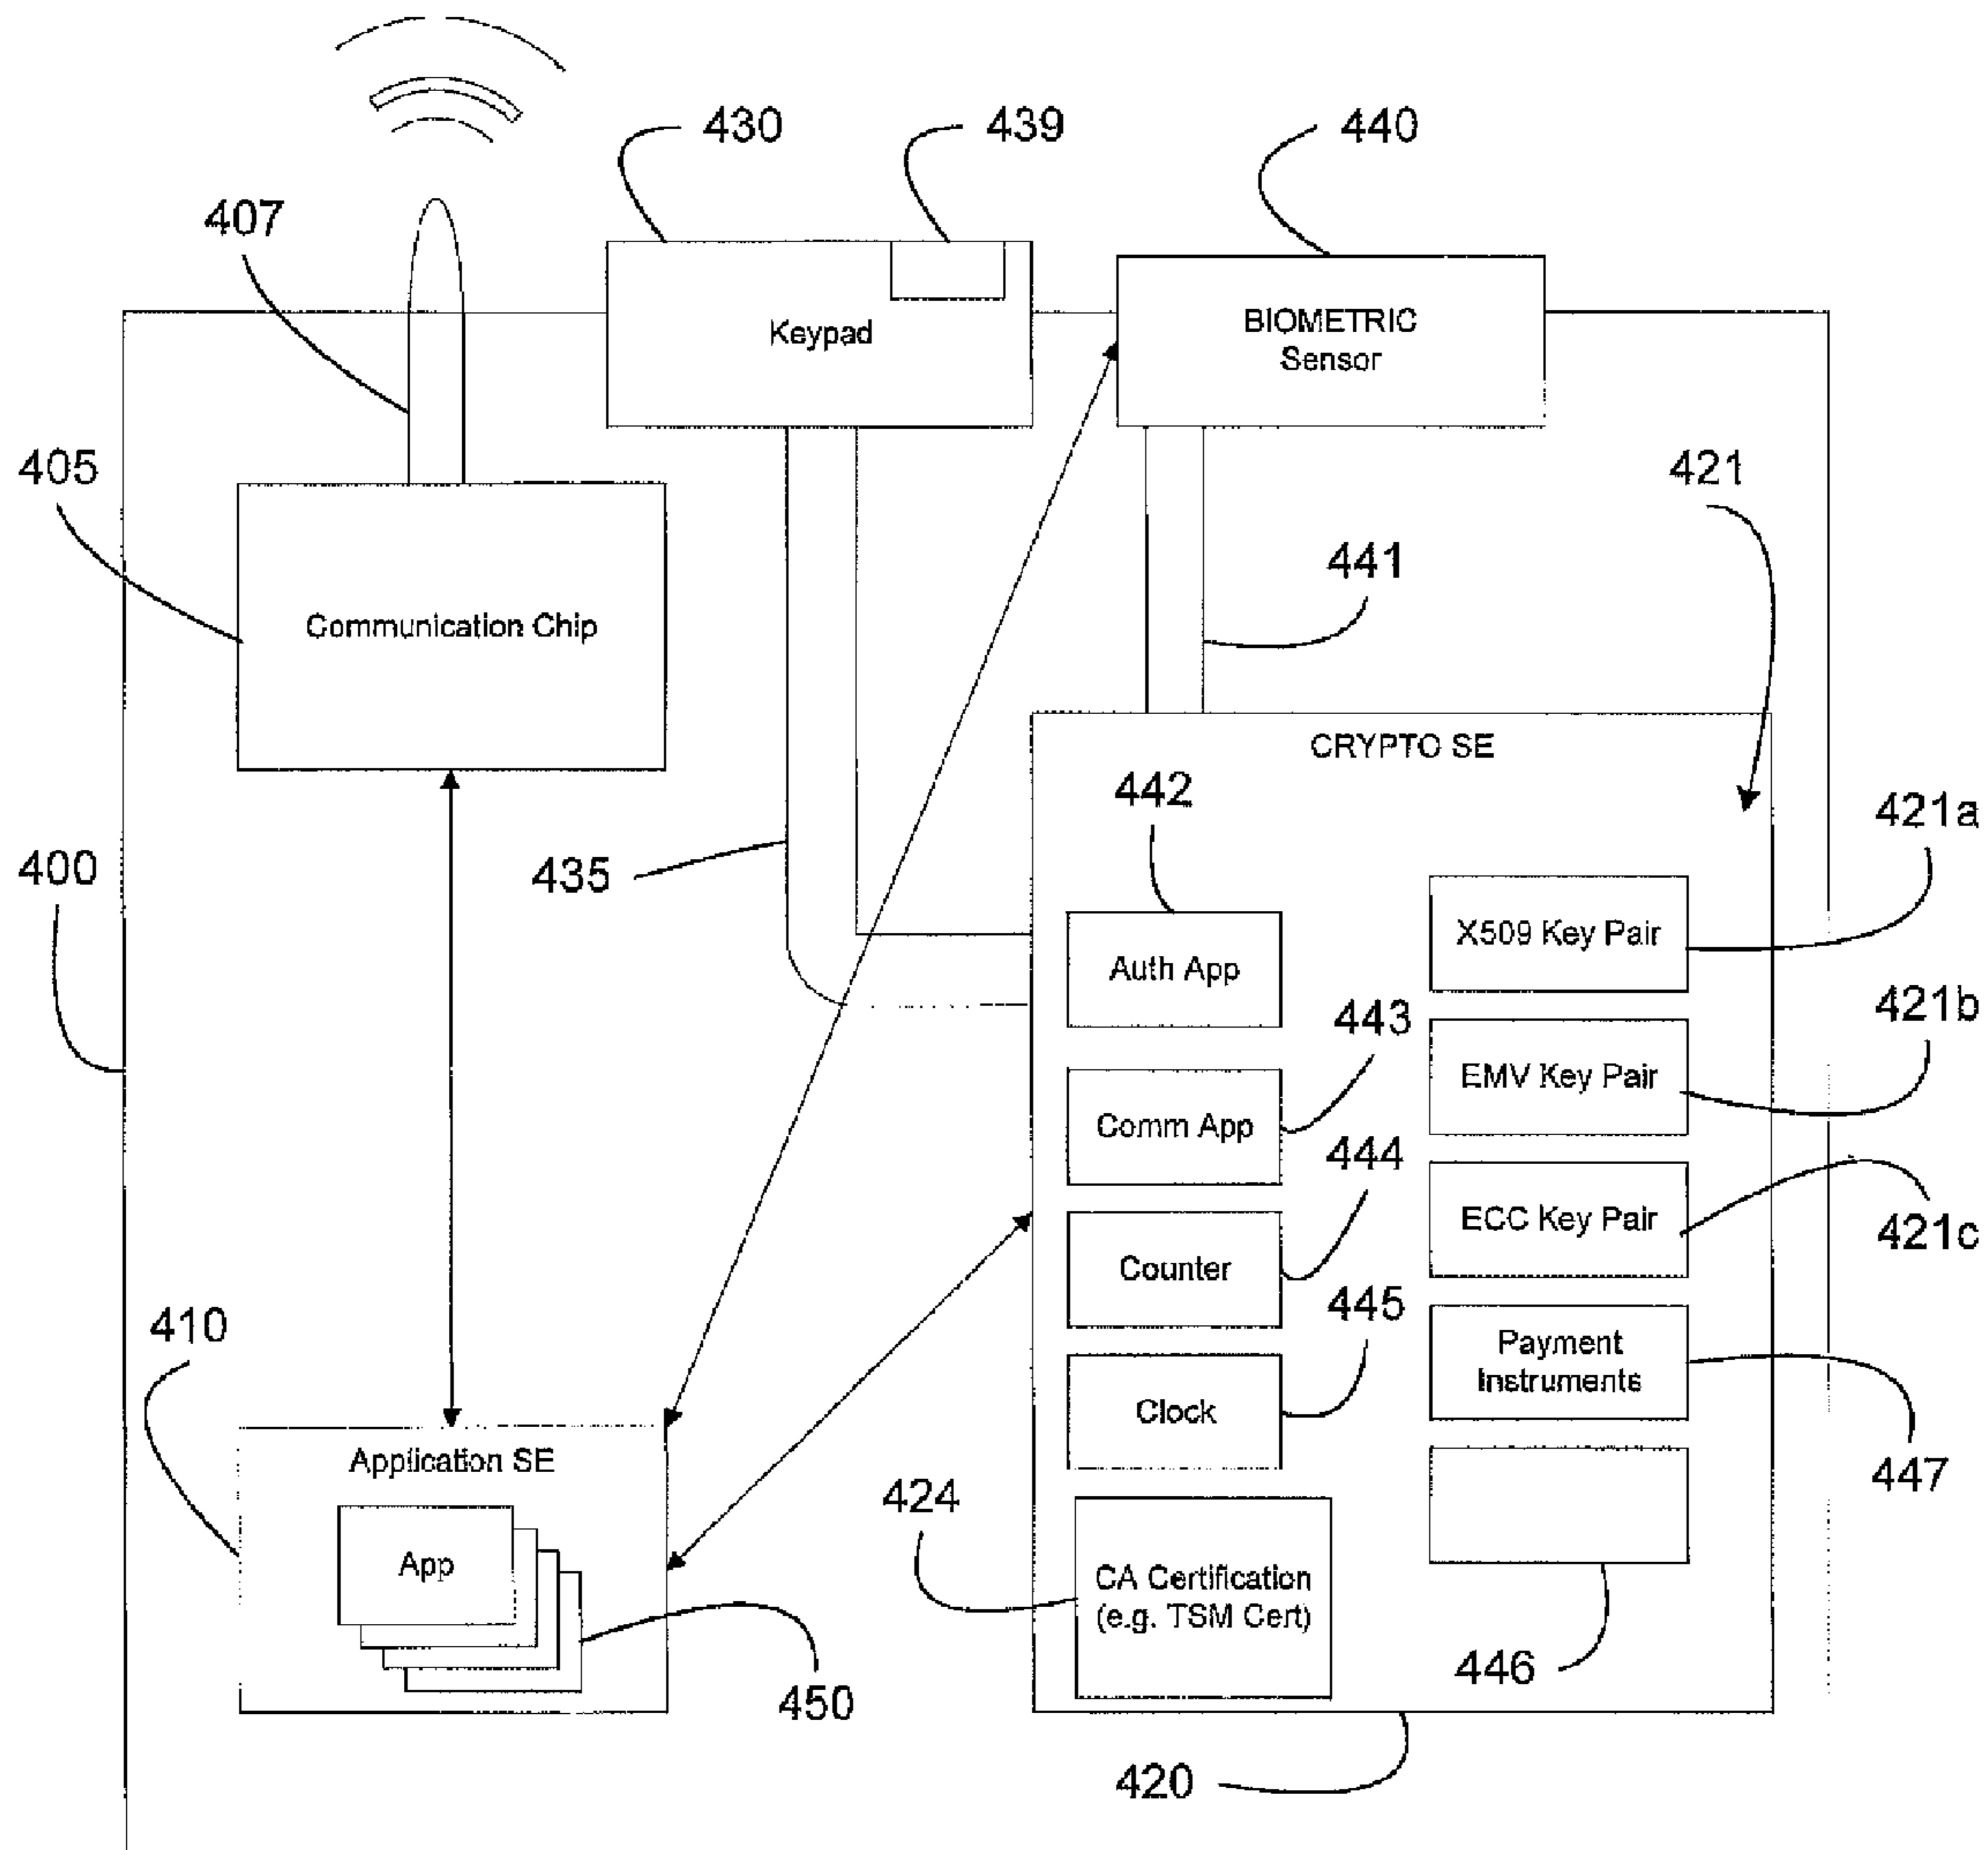 430
439
440
407
Keypad
BIOMETRIC
Sensor
405
421
441
Communication Chip
CRYPTO SE
442
421a
400
435
X509 Key Pair
Auth App
421b
443
EMV Key Pair
Comm App
444
ECC Key Pair
421c
Counter
445
410
Payment
Instruments
Clock
Application SE
447
424
App
CA Certification
(e.g. TSM Cert)
446
450
420